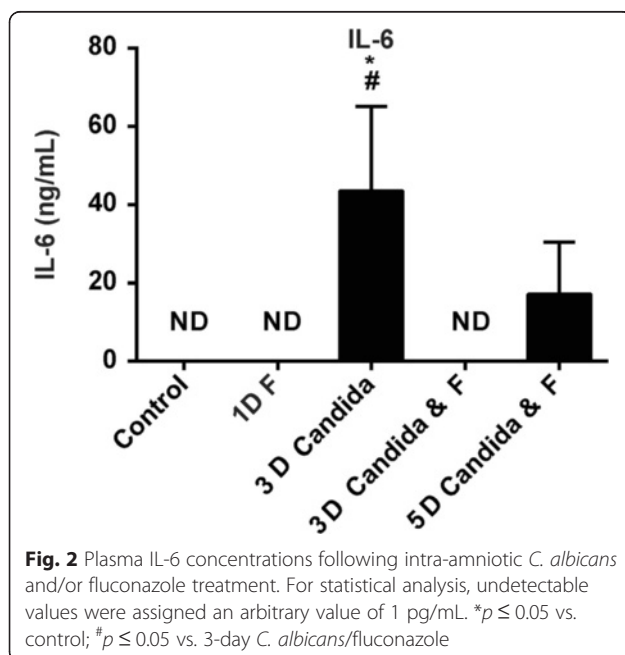 IL-6
*
#
80
60
40
20
0
IL-6 (ng/mL)
ND ND ND
Control
1D F
3 D Candida
3 D Candida & F
5 D Candida & F
Fig. 2 Plasma IL-6 concentrations following intra-amniotic C. albicans
and/or fluconazole treatment. For statistical analysis, undetectable
values were assigned an arbitrary value of 1 pg/mL. *p ≤ 0.05 vs.
control; #p ≤ 0.05 vs. 3-day C. albicans/fluconazole